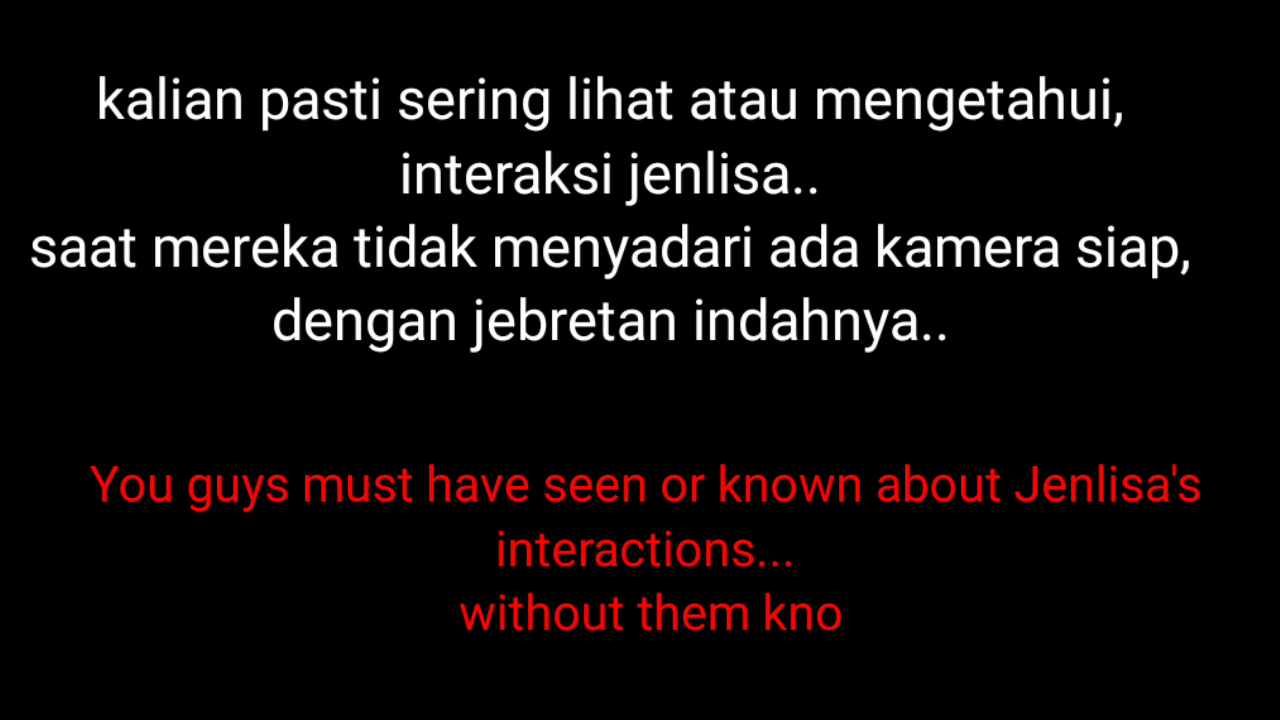 kalian pasti sering lihat atau mengetahui,
interaksi jenlisa..
saat mereka tidak menyadari ada kamera siap,
dengan jebretan indahnya..
You guys must have seen or known about Jenlisa's
interactions...
without them kno